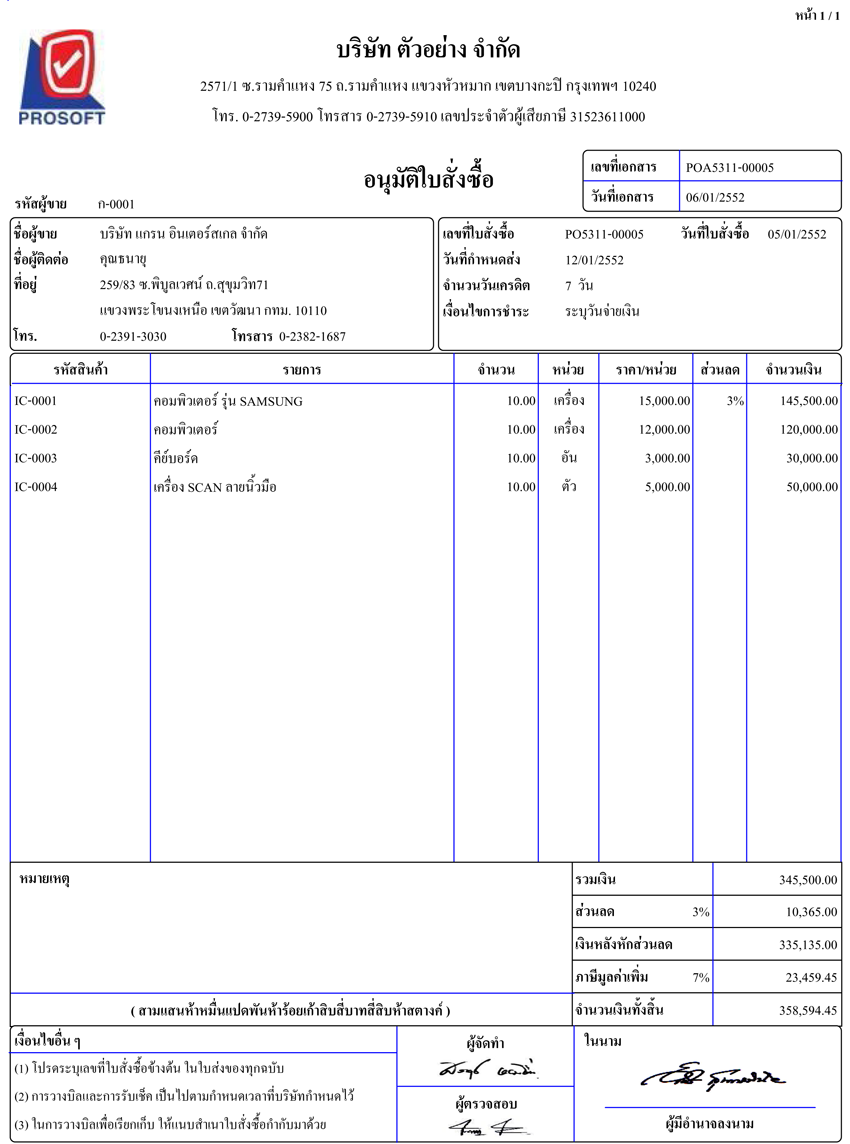 หน้า 1 / 1
PROSOFT
บริษัท ตัวอย่าง จำกัด
2571/1 ซ.รามคำแหง 75 ถ.รามคำแหง แขวงหัวหมาก เขตบางกะปิ กรุงเทพฯ 10240
โทร. 0-2739-5900 โทรสาร 0-2739-5910 เลขประจำตัวผู้เสียภาษี 31523611000
อนุมัติใบสั่งซื้อ
เลขที่เอกสาร POA5311-00005
วันที่เอกสาร 06/01/2552
รหัสผู้ขาย ก-0001
ชื่อผู้ขาย บริษัท แกรน อินเตอร์สเกล จำกัด
ชื่อผู้ติดต่อ คุณธนายุ
ที่อยู่ 259/83 ซ.พิบูลเวศน์ ถ.สุขุมวิท71
แขวงพระโขนงเหนือ เขตวัฒนา กทม. 10110
โทร. 0-2391-3030 โทรสาร 0-2382-1687
เลขที่ใบสั่งซื้อ PO5311-00005 วันที่ใบสั่งซื้อ 05/01/2552
วันที่กำหนดส่ง 12/01/2552
จำนวนวันเครดิต 7 วัน
เงื่อนไขการชำระ ระบุวันจ่ายเงิน
รหัสสินค้า รายการ จำนวน หน่วย ราคา/หน่วย ส่วนลด จำนวนเงิน
IC-0001 คอมพิวเตอร์ รุ่น SAMSUNG 10.00 เครื่อง 15,000.00 3% 145,500.00
IC-0002 คอมพิวเตอร์ 10.00 เครื่อง 12,000.00 120,000.00
IC-0003 คีย์บอร์ด 10.00 อัน 3,000.00 30,000.00
IC-0004 เครื่อง SCAN ลายนิ้วมือ 10.00 ตัว 5,000.00 50,000.00
หมายเหตุ
รวมเงิน 345,500.00
ส่วนลด 3% 10,365.00
เงินหลังหักส่วนลด 335,135.00
ภาษีมูลค่าเพิ่ม 7% 23,459.45
( สามแสนห้าหมื่นแปดพันห้าร้อยเก้าสิบสี่บาทสี่สิบห้าสตางค์ ) จำนวนเงินทั้งสิ้น 358,594.45
เงื่อนไขอื่น ๆ
(1) โปรดระบุเลขที่ใบสั่งซื้อข้างต้น ในใบส่งของทุกฉบับ
(2) การวางบิลและการรับเช็ค เป็นไปตามกำหนดเวลาที่บริษัทกำหนดไว้
(3) ในการวางบิลเพื่อเรียกเก็บ ให้แนบสำเนาใบสั่งซื้อกำกับมาด้วย
ผู้จัดทำ
ผู้ตรวจสอบ
ในนาม
ผู้มีอำนาจลงนาม